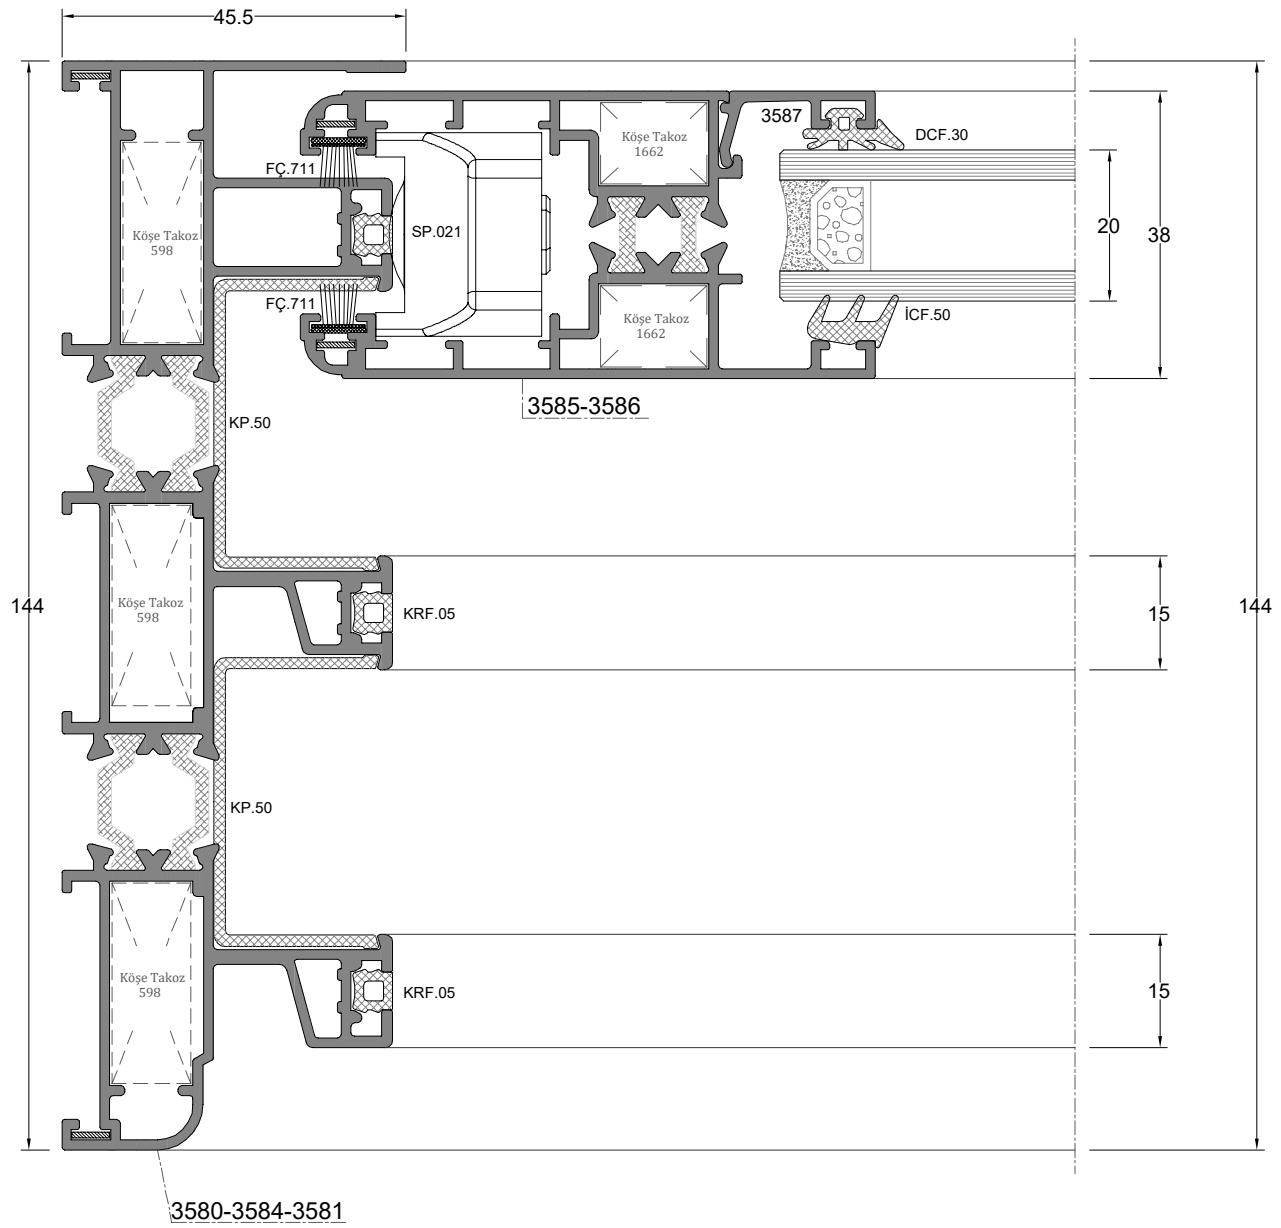 45.5
3587
DCF.30
Köşe Takoz
1662
FÇ.711
20
38
SP.021
Köşe Takoz
598
FÇ.711
Köşe Takoz
1662
İCF.50
3585-3586
KP.50
144
Köşe Takoz
598
KRF.05
15
144
KP.50
Köşe Takoz
598
KRF.05
15
3580-3584-3581